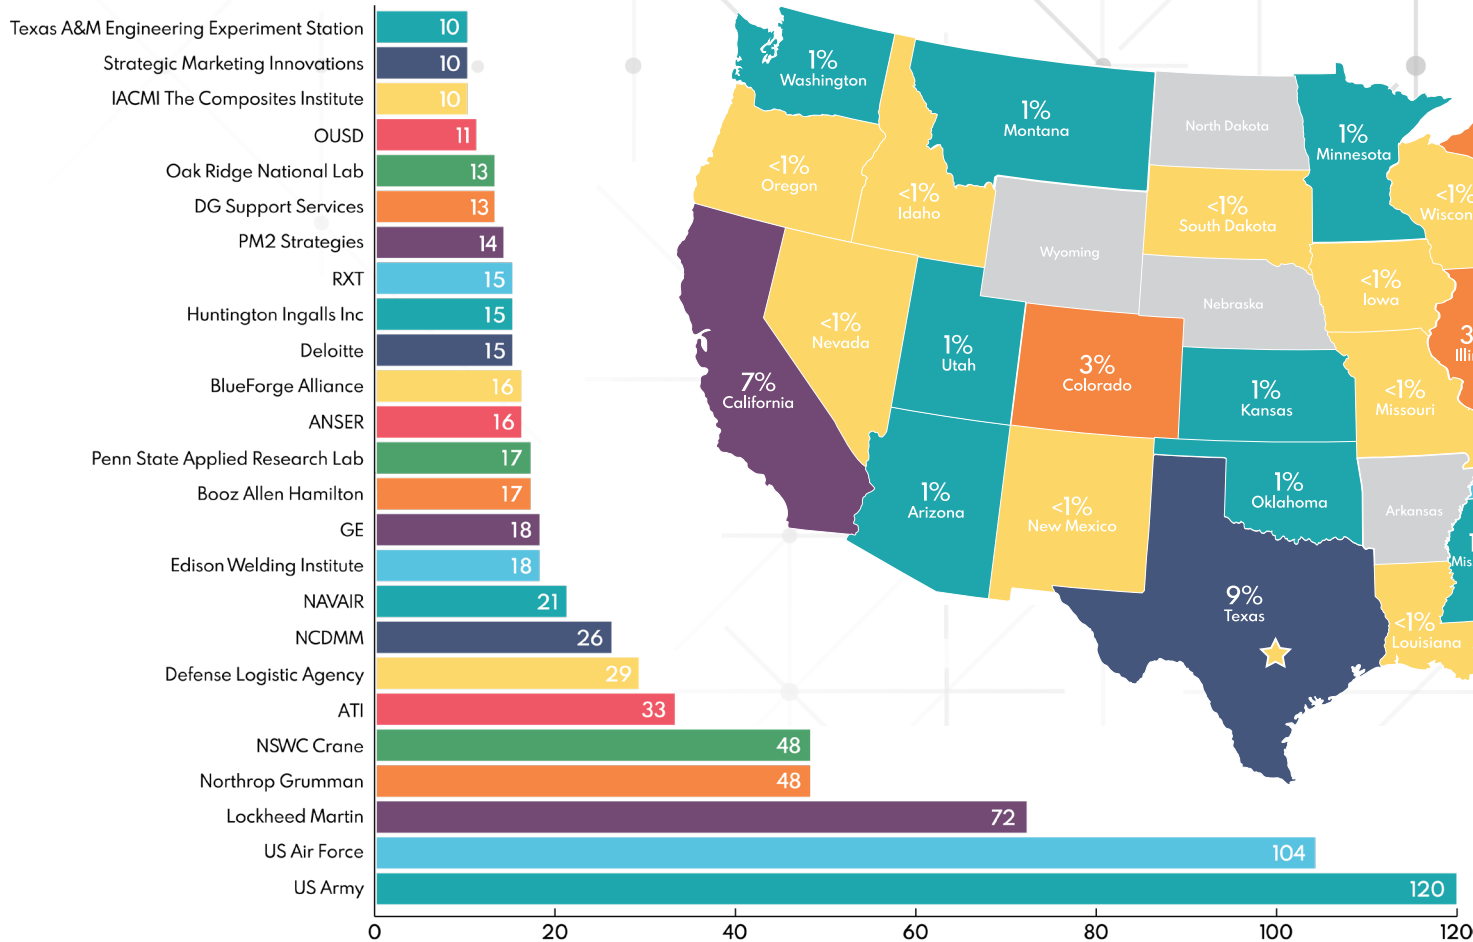 Texas A&M Engineering Experiment Station 10
Strategic Marketing Innovations 10
IACMI The Composites Institute 10
OUSD 11
Oak Ridge National Lab 13
DG Support Services 13
PM2 Strategies 14
RXT 15
Huntington Ingalls Inc 15
Deloitte 15
BlueForge Alliance 16
ANSER 16
Penn State Applied Research Lab 17
Booz Allen Hamilton 17
GE 18
Edison Welding Institute 18
NAVAIR 21
NCDMM 26
Defense Logistic Agency 29
ATI 33
NSWC Crane 48
Northrop Grumman 48
Lockheed Martin 72
US Air Force 104
US Army 120
0 20 40 60 80 100 120
1%
Washington
1%
Montana
North Dakota
1%
Minnesota
<1%
Oregon
<1%
Idaho
<1%
South Dakota
<1%
Wiscon
Wyoming
Nebraska
<1%
Iowa
<1%
Nevada
1%
Utah
3%
Colorado
3
Illi
7%
California
1%
Kansas
<1%
Missouri
1%
Arizona
<1%
New Mexico
1%
Oklahoma
Arkansas
Mis
9%
Texas
<1%
Louisiana